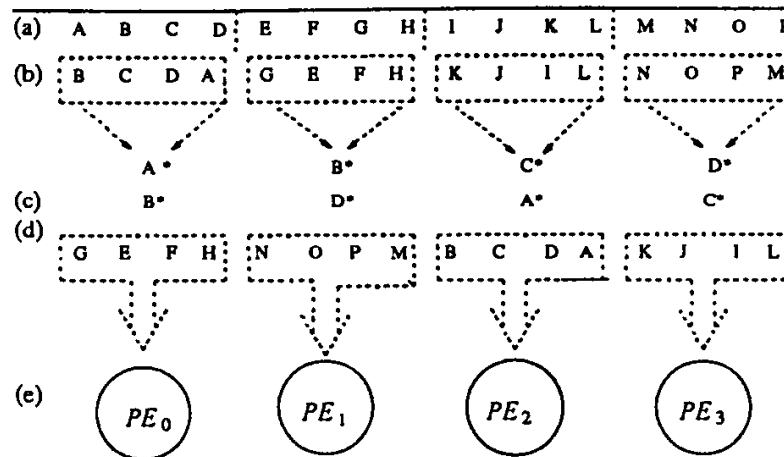 (a) A B C D E F G H I J K L M N O
(b) B C D A G E F H K J I L N O P M
A* B* C* D*
(c) B* D* A* C*
(d)
G E F H N O P M B C D A K J I L
(e) PE0 PE1 PE2 PE3